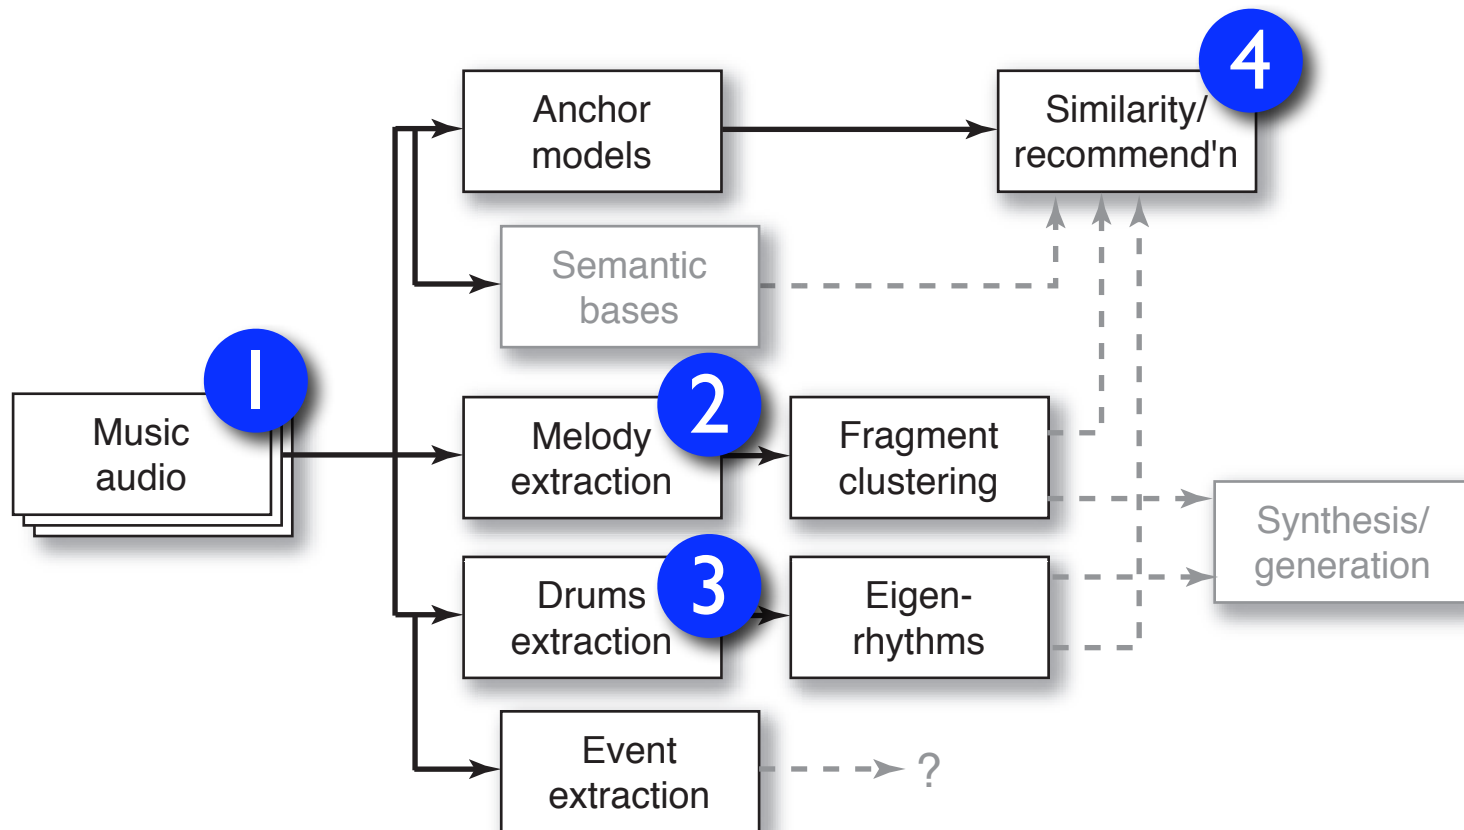 4
Anchor
models
Similarity/
recommend'n
Semantic
bases
1
Music
audio
2
Melody
extraction
Fragment
clustering
Synthesis/
generation
3
Drums
extraction
Eigen-
rhythms
Event
extraction
?